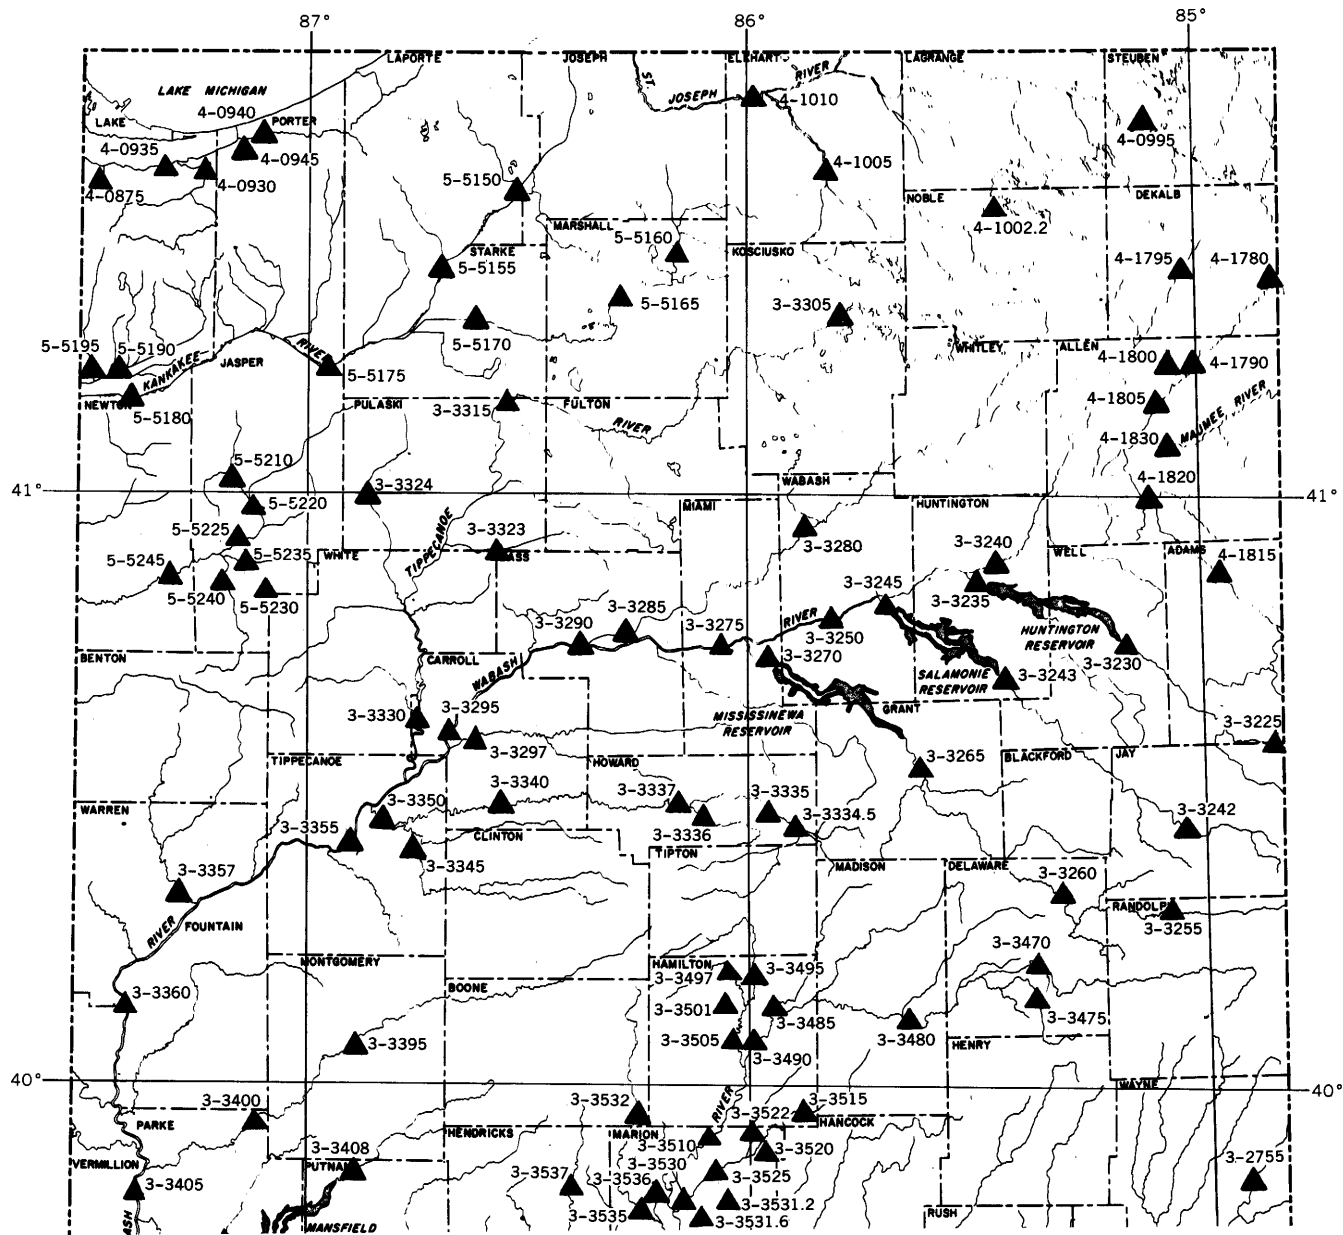 87°
86°
85°
LAPORTE
JOSEPH
ST.
JOSEPH
ELKHART
RIVER
LAGRANGE
STEUBEN
LAKE MICHIGAN
4-0940
4-1010
LAKE
PORTER
4-0995
4-0935
4-0945
4-1005
4-0875
4-0930
5-5150
NOBLE
DEKALB
MARSHALL
4-1002.2
5-5160
STARKE
KOSCIUSKO
5-5155
4-1795
4-1780
5-5165
3-3305
5-5170
5-5195
5-5190
RIVER
WHITLEY
ALLEN
4-1800
4-1790
KANKAKEE
JASPER
5-5175
4-1805
NEWTON
5-5180
PULASKI
3-3315
FULTON
RIVER
MAUMEE RIVER
4-1830
5-5210
4-1820
41°
3-3324
WABASH
41°
5-5220
MIAMI
HUNTINGTON
5-5225
TIPPECANOE
3-3323
3-3280
3-3240
5-5245
5-5235
WHITE
CASS
WELL
ADAMS
4-1815
5-5240
5-5230
3-3245
3-3235
3-3290
3-3285
3-3275
RIVER
3-3250
HUNTINGTON
RESERVOIR
3-3230
BENTON
CARROLL
WABASH
3-3270
SALAMONIE
RESERVOIR
3-3243
3-3330
3-3295
MISSISSINEWA
RESERVOIR
GRANT
3-3225
3-3297
TIPPECANOE
HOWARD
3-3265
BLACKFORD
JAY
3-3340
WARREN
3-3350
3-3337
3-3335
3-3334.5
3-3242
3-3355
CLINTON
3-3336
TIPTON
3-3345
MADISON
DELAWARE
3-3357
3-3260
RIVER
FOUNTAIN
RANDOLPH
3-3255
3-3470
MONTGOMERY
HAMILTON
3-3495
3-3497
3-3360
BOONE
3-3501
3-3485
3-3475
3-3395
3-3505
3-3490
3-3480
HENRY
40°
40°
WAYNE
3-3400
3-3532
RIVER
3-3522
3-3515
PARKE
HENDRICKS
MARION
3-3510
HANCOCK
3-3408
3-3520
VERMILLION
PUTNAM
3-3530
3-3537
3-3536
3-3525
3-2755
3-3405
3-3531.2
3-3535
3-3531.6
RUSH
ASH
MANSFIELD